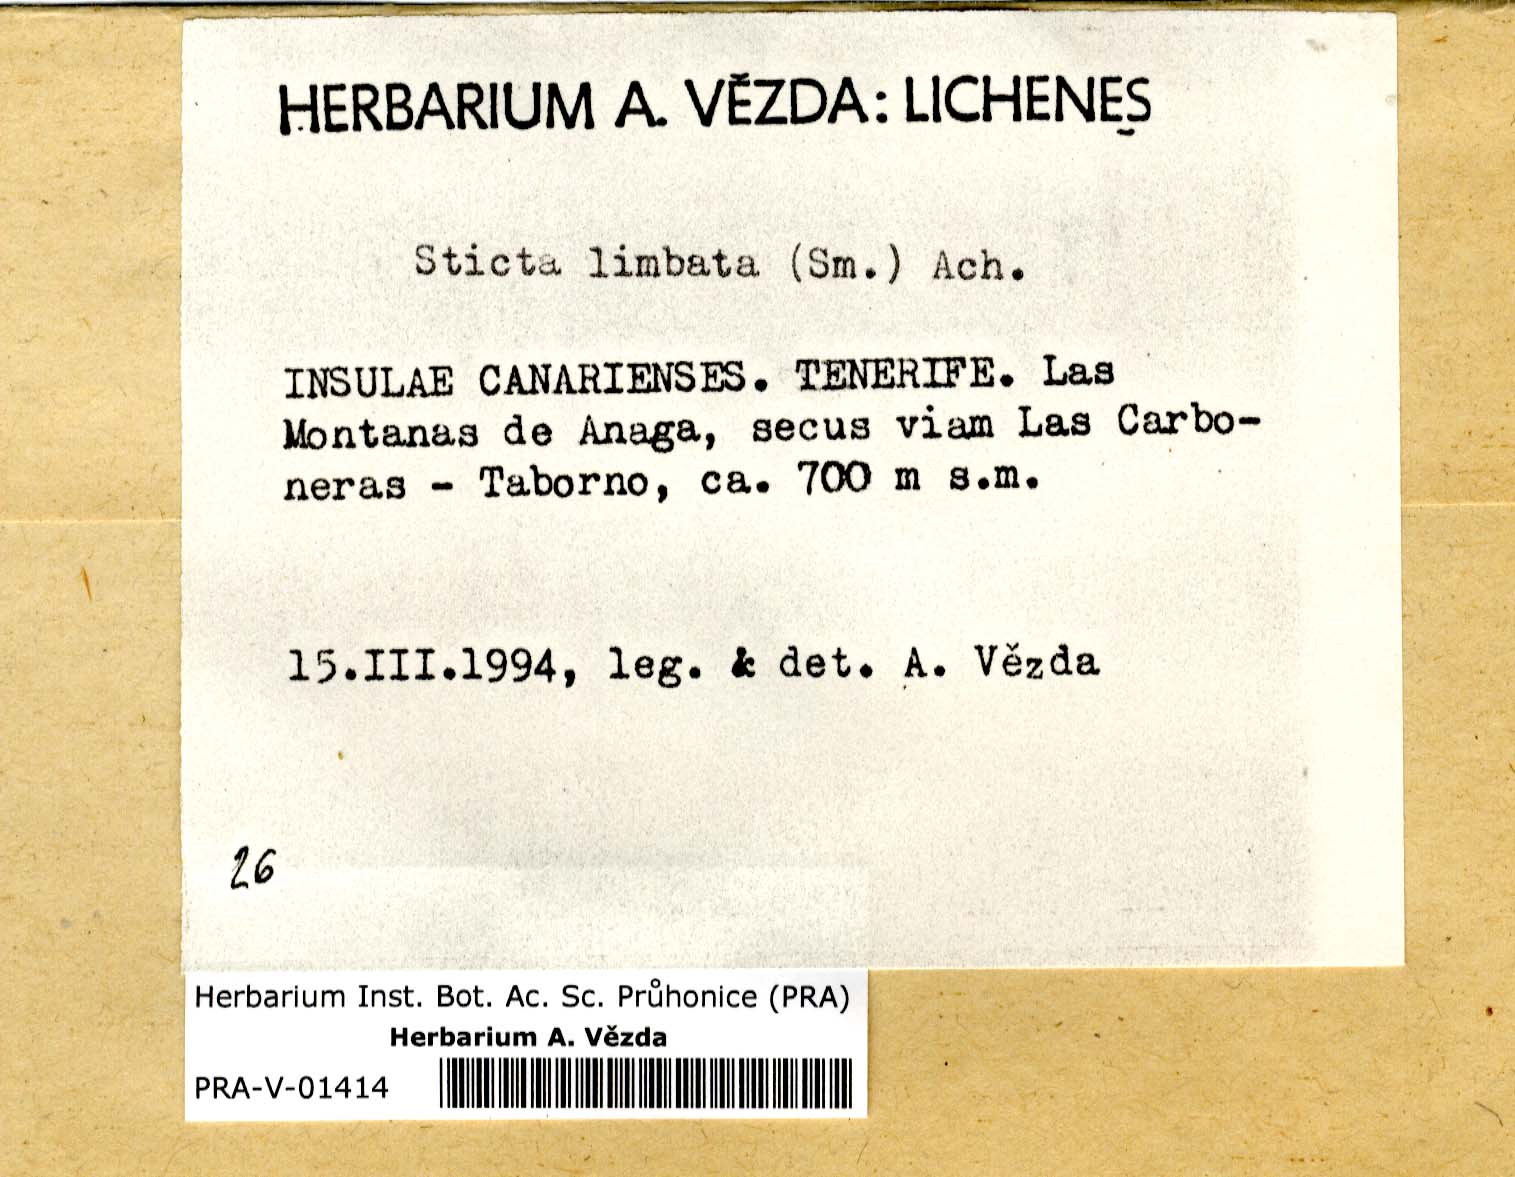 HERBARIUM A. VĚZDA: LICHENES
Sticta limbata (Sm.) Ach.
INSULAE CANARIENSES. TENERIFE. Las
Montanas de Anaga, secus viam Las Carbo-
neras - Taborno, ca. 700 m s.m.
15.III.1994, leg. & det. A. Vězda
26
Herbarium Inst. Bot. Ac. Sc. Průhonice (PRA)
Herbarium A. Vězda
PRA-V-01414